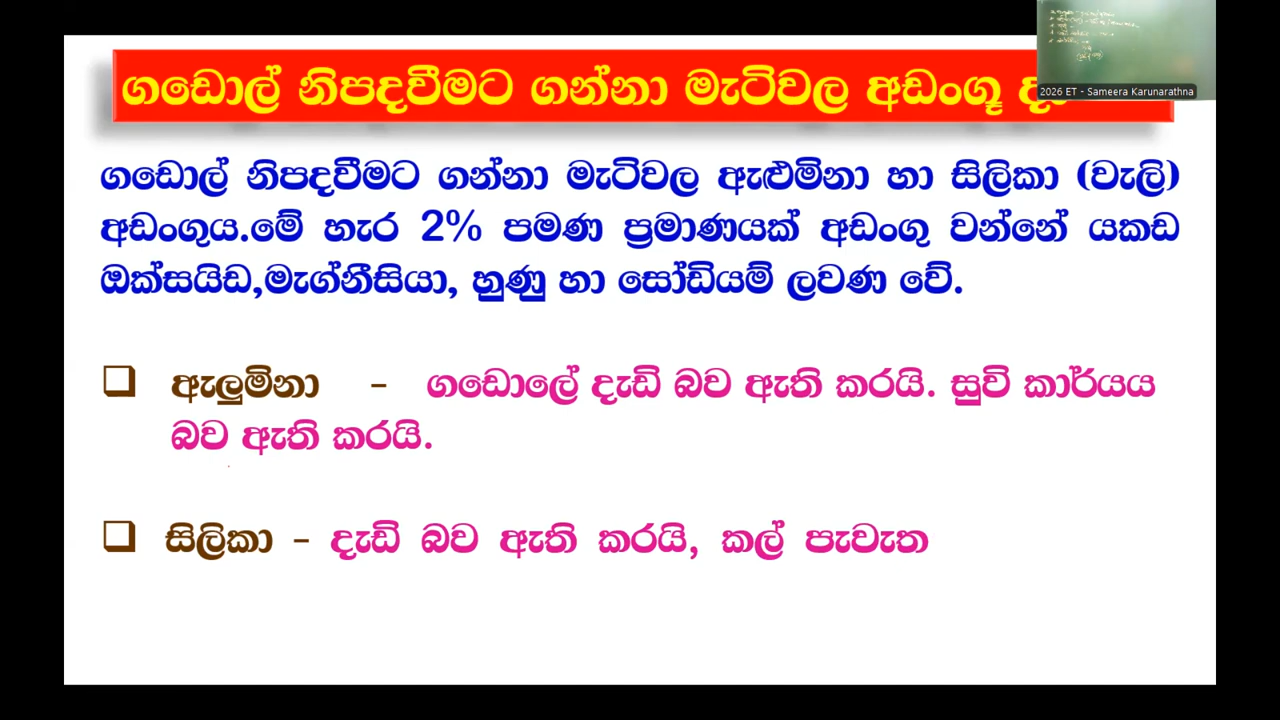 ගඩොල් නිපදවීමට ගන්නා මැටිවල අඩංගූ
2026 ET - Sameera Karunarathna
ගඩොල් නිපදවීමට ගන්නා මැටිවල ඇළුමිනා හා සිලිකා (වැලි)
අඩංගුය.මේ හැර 2% පමණ ප්‍රමාණයක් අඩංගු වන්නේ යකඩ
ඔක්සයිඩ,මැග්නීසියා, හුණු හා සෝඩියම් ලවණ වේ.
❑ ඇලුමිනා - ගඩොලේ දැඩි බව ඇති කරයි. සුවි කාර්යය
බව ඇති කරයි.
❑ සිලිකා - දැඩි බව ඇති කරයි, කල් පැවැත